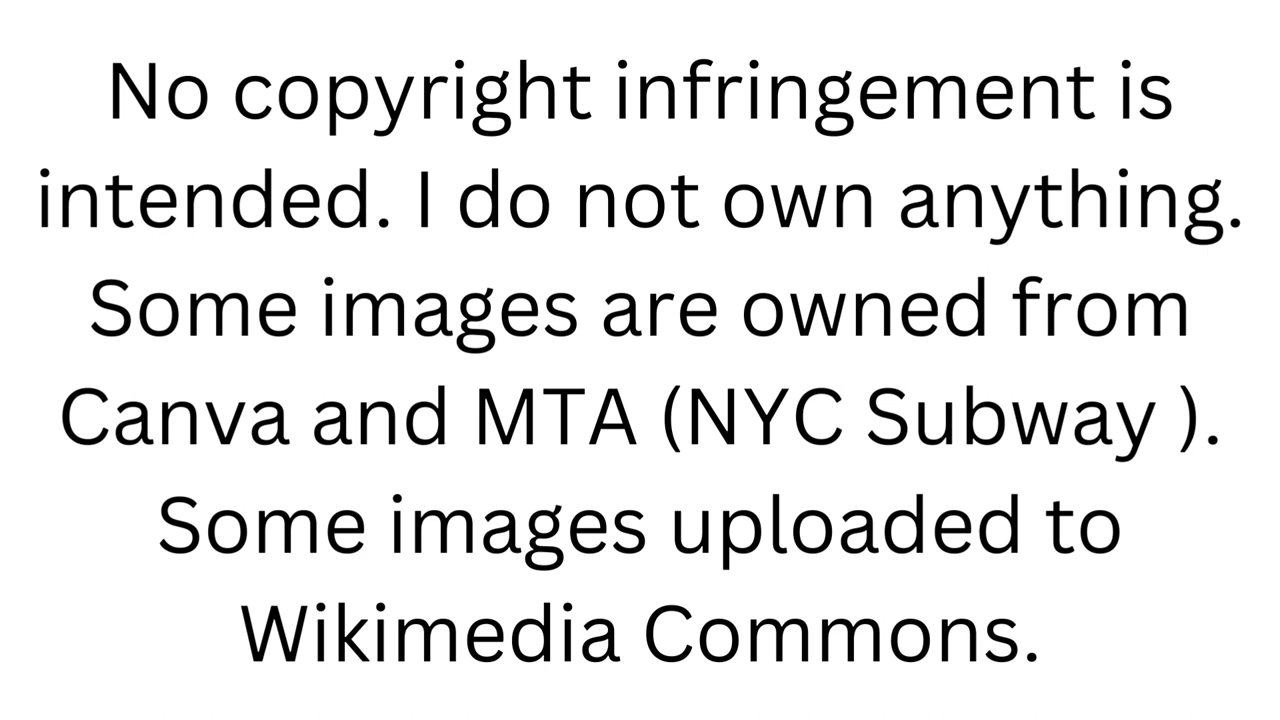 No copyright infringement is
intended. I do not own anything.
Some images are owned from
Canva and MTA (NYC Subway ).
Some images uploaded to
Wikimedia Commons.